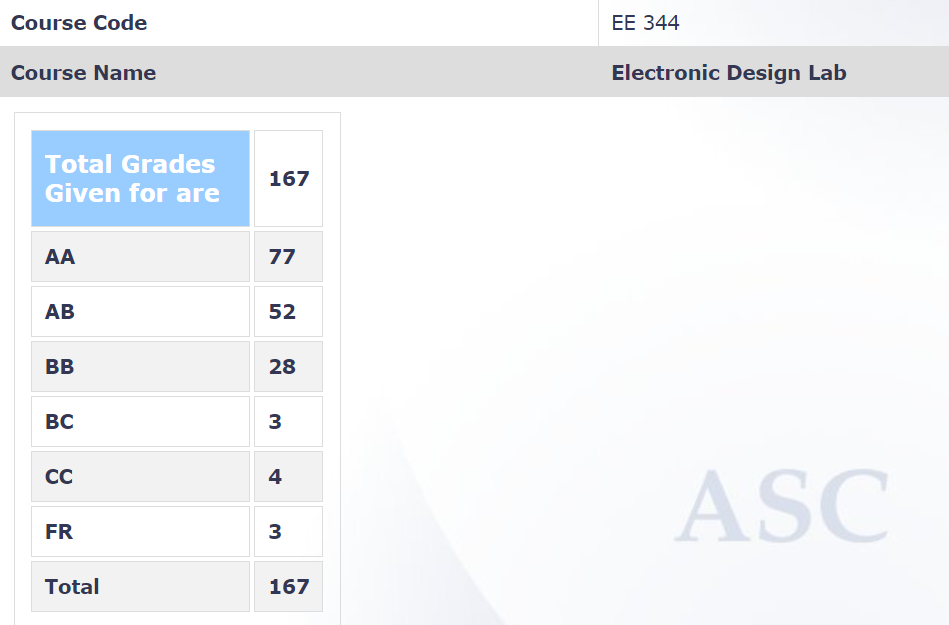 Course Code EE 344
Course Name Electronic Design Lab
Total Grades
Given for are 167
AA 77
AB 52
BB 28
BC 3
CC 4
FR 3
Total 167
ASC